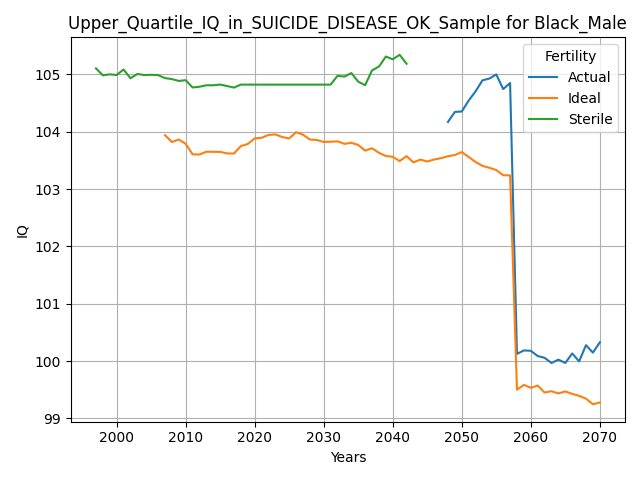 Upper_Quartile_IQ_in_SUICIDE_DISEASE_OK_Sample for Black_Male
Fertility
Actual
Ideal
Sterile
105
104
103
102
101
100
99
IQ
2000 2010 2020 2030 2040 2050 2060 2070
Years